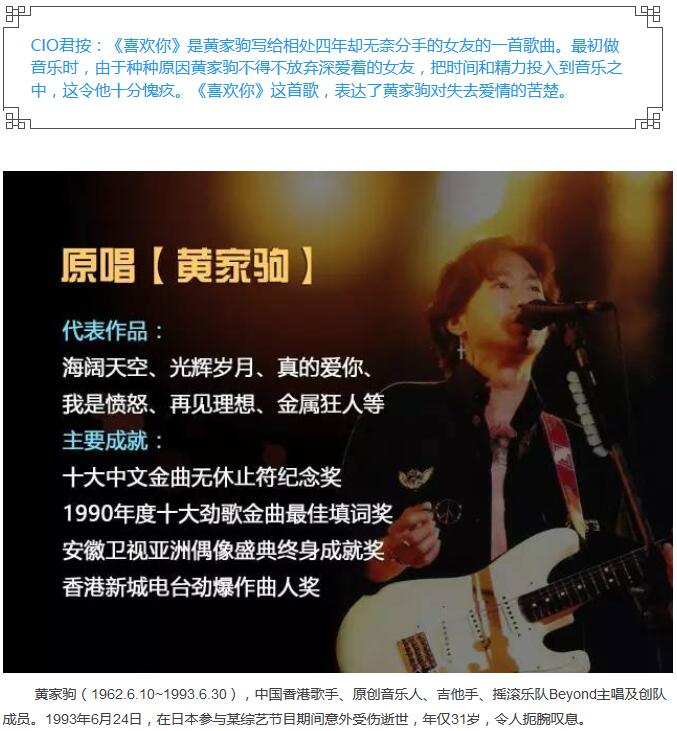 CIO君按：《喜欢你》是黄家驹写给相处四年却无奈分手的女友的一首歌曲。最初做
音乐时，由于种种原因黄家驹不得不放弃深爱着的女友，把时间和精力投入到音乐之
中，这令他十分愧疚。《喜欢你》这首歌，表达了黄家驹对失去爱情的苦楚。
原唱【黄家驹】
代表作品：
海阔天空、光辉岁月、真的爱你、
我是愤怒、再见理想、金属狂人等
主要成就：
十大中文金曲无休止符纪念奖
1990年度十大劲歌金曲最佳填词奖
安徽卫视亚洲偶像盛典终身成就奖
香港新城电台劲爆作曲人奖
黄家驹（1962.6.10~1993.6.30），中国香港歌手、原创音乐人、吉他手、摇滚乐队Beyond主唱及创队
成员。1993年6月24日，在日本参与某综艺节目期间意外受伤逝世，年仅31岁，令人扼腕叹息。